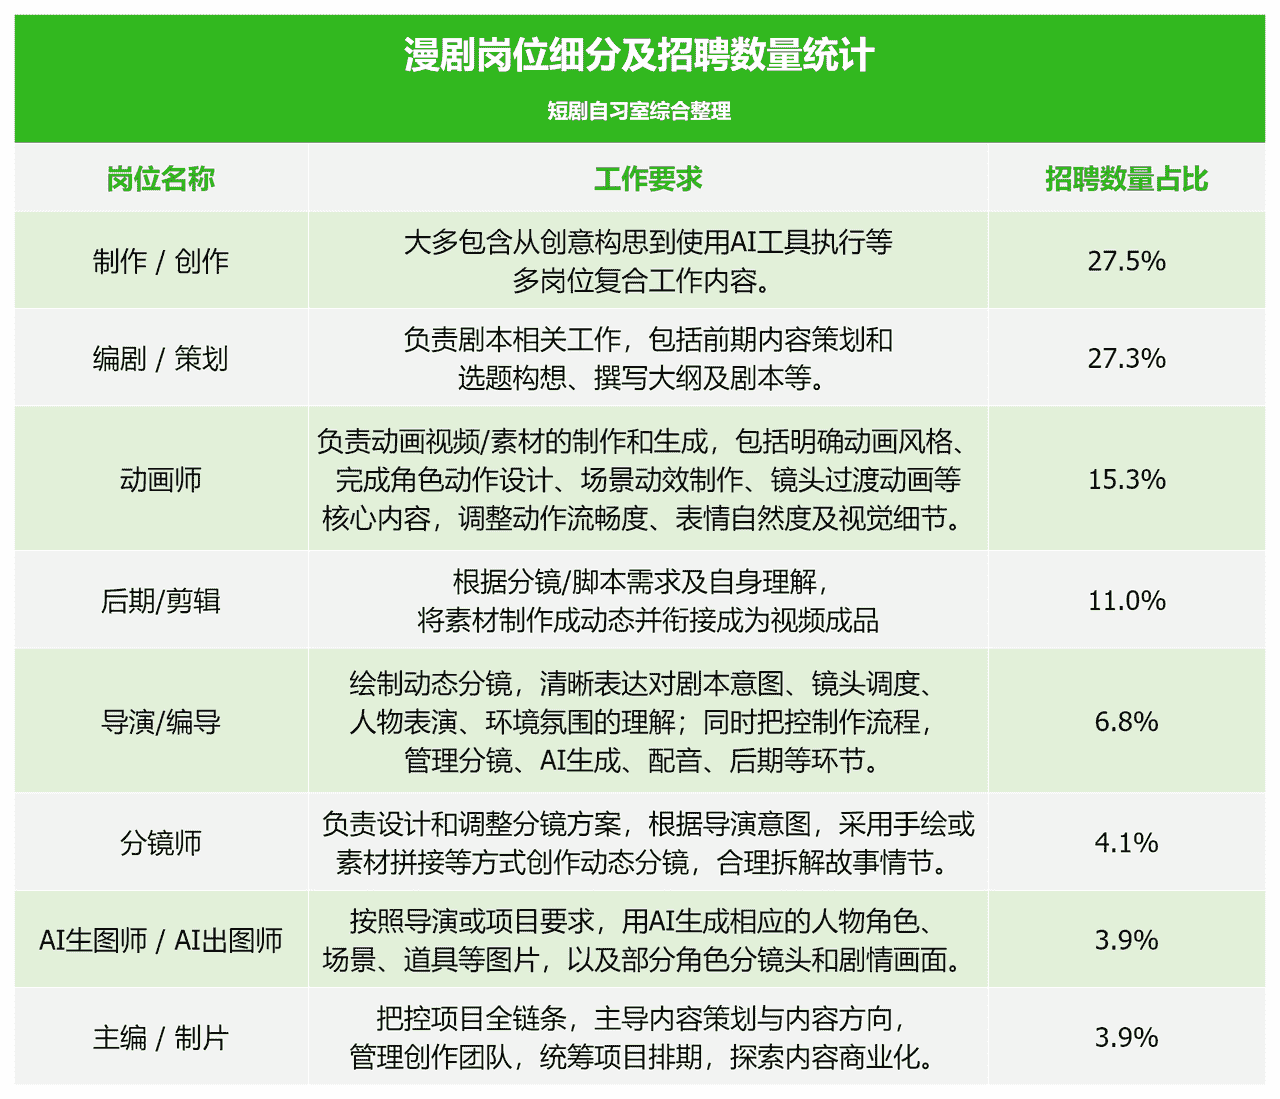 漫剧岗位细分及招聘数量统计
短剧自习室综合整理
岗位名称
工作要求
招聘数量占比
制作 / 创作
大多包含从创意构思到使用AI工具执行等
多岗位复合工作内容。
27.5%
编剧 / 策划
负责剧本相关工作，包括前期内容策划和
选题构想、撰写大纲及剧本等。
27.3%
动画师
负责动画视频/素材的制作和生成，包括明确动画风格、
完成角色动作设计、场景动效制作、镜头过渡动画等
核心内容，调整动作流畅度、表情自然度及视觉细节。
15.3%
后期/剪辑
根据分镜/脚本需求及自身理解，
将素材制作成动态并衔接成为视频成品
11.0%
导演/编导
绘制动态分镜，清晰表达对剧本意图、镜头调度、
人物表演、环境氛围的理解；同时把控制作流程，
管理分镜、AI生成、配音、后期等环节。
6.8%
分镜师
负责设计和调整分镜方案，根据导演意图，采用手绘或
素材拼接等方式创作动态分镜，合理拆解故事情节。
4.1%
AI生图师 / AI出图师
按照导演或项目要求，用AI生成相应的人物角色、
场景、道具等图片，以及部分角色分镜头和剧情画面。
3.9%
主编 / 制片
把控项目全链条，主导内容策划与内容方向，
管理创作团队，统筹项目排期，探索内容商业化。
3.9%